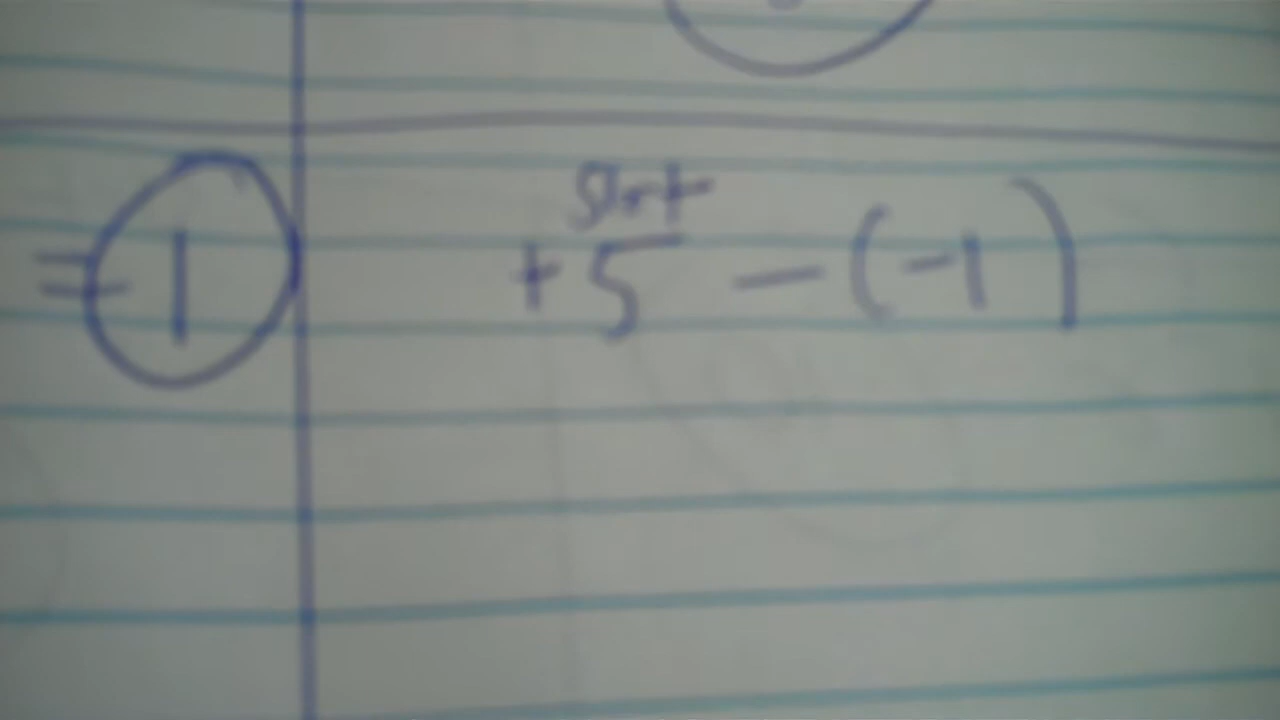 start
= 1
+5 - (-1)